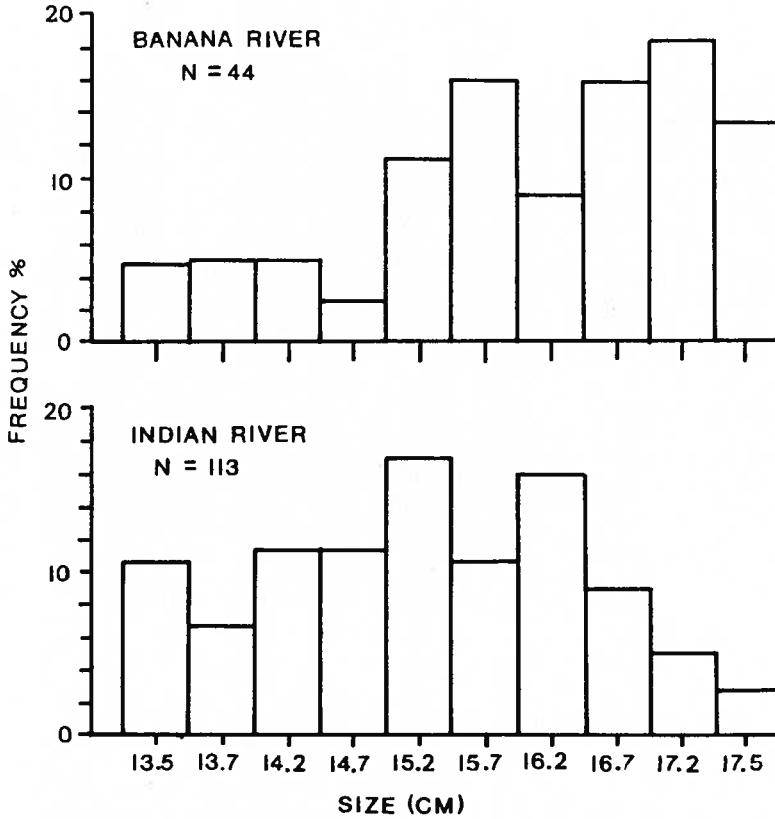 20
BANANA RIVER
N = 44
10
0
FREQUENCY %
20
INDIAN RIVER
N = 113
10
0
13.5 13.7 14.2 14.7 15.2 15.7 16.2 16.7 17.2 17.5
SIZE (CM)